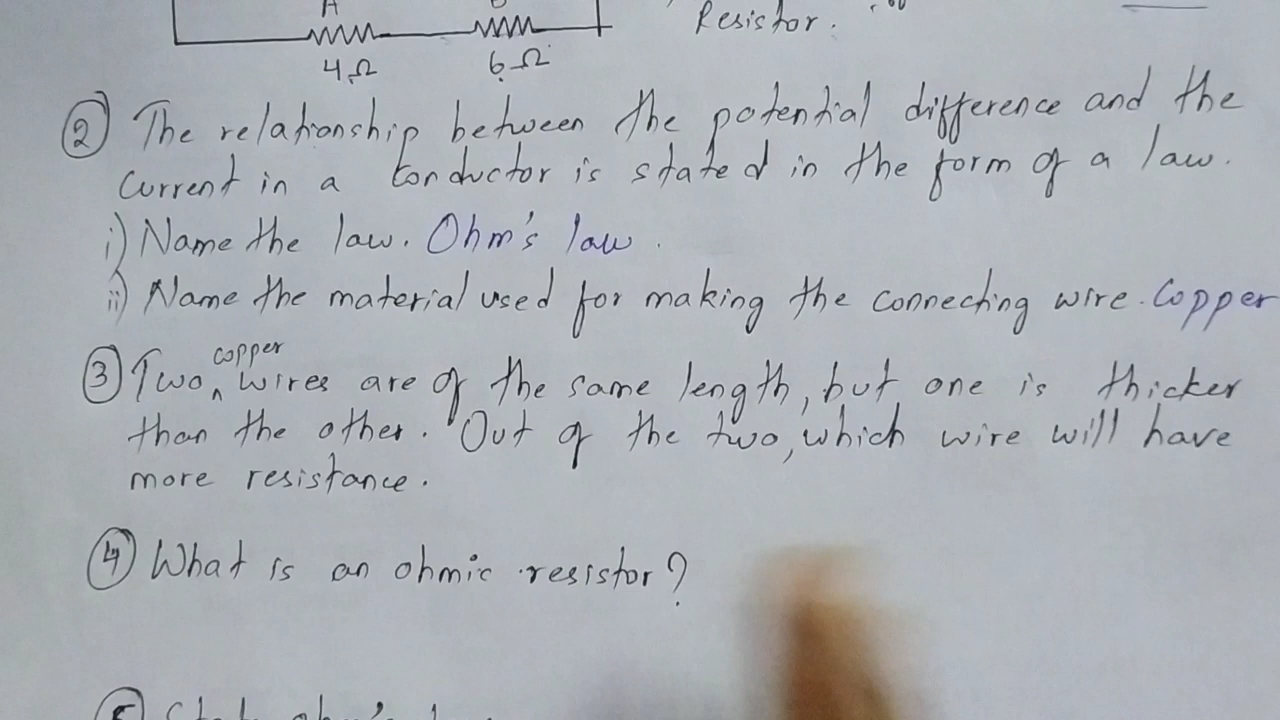 A
Resistor.
4Ω
6Ω
② The relationship between the potential difference and the
current in a conductor is stated in the form of a law.
i) Name the law. Ohm's law.
ii) Name the material used for making the connecting wire. Copper
③ Two copper wires are of the same length, but one is thicker
than the other. Out of the two, which wire will have
more resistance.
④ What is an ohmic resistor?